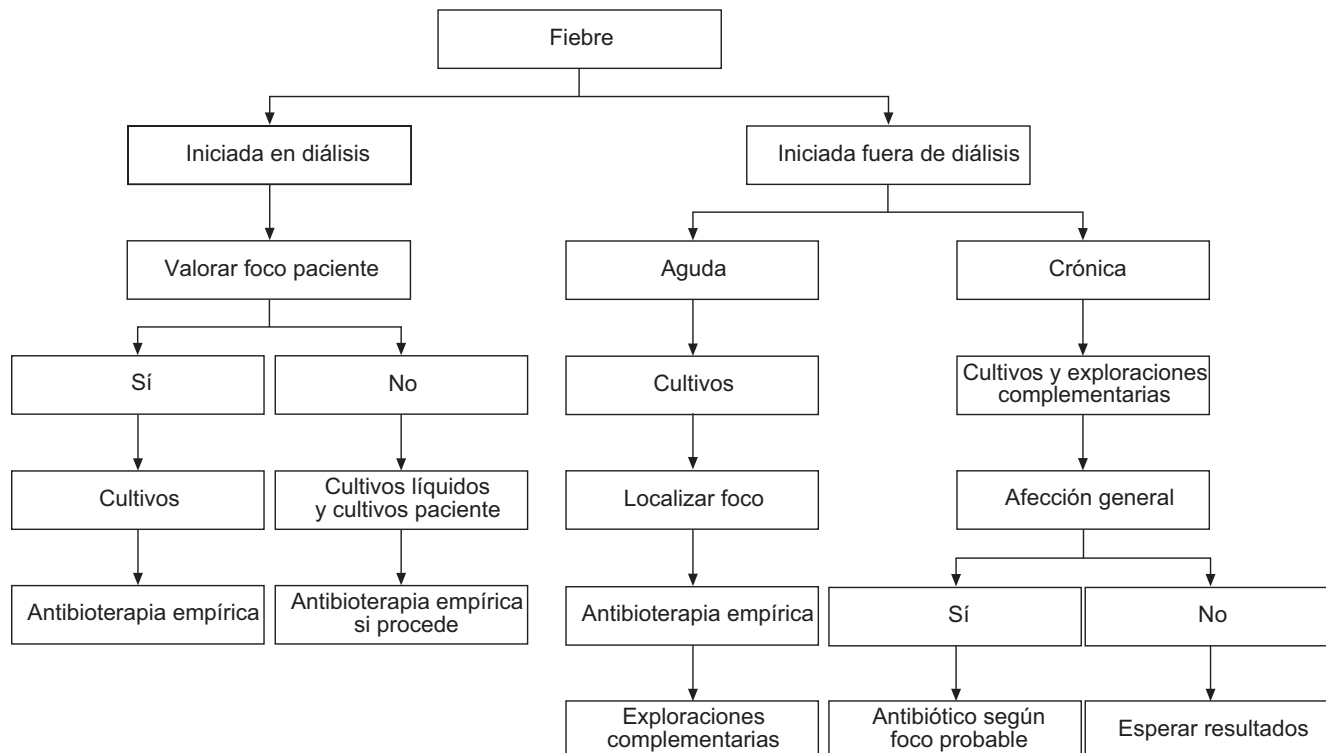 Fiebre
Iniciada en diálisis
Iniciada fuera de diálisis
Valorar foco paciente
Aguda
Crónica
Sí
No
Cultivos
Cultivos y exploraciones
complementarias
Cultivos
Cultivos líquidos
y cultivos paciente
Localizar foco
Afección general
Antibioterapia empírica
Antibioterapia empírica
si procede
Antibioterapia empírica
Sí
No
Exploraciones
complementarias
Antibiótico según
foco probable
Esperar resultados